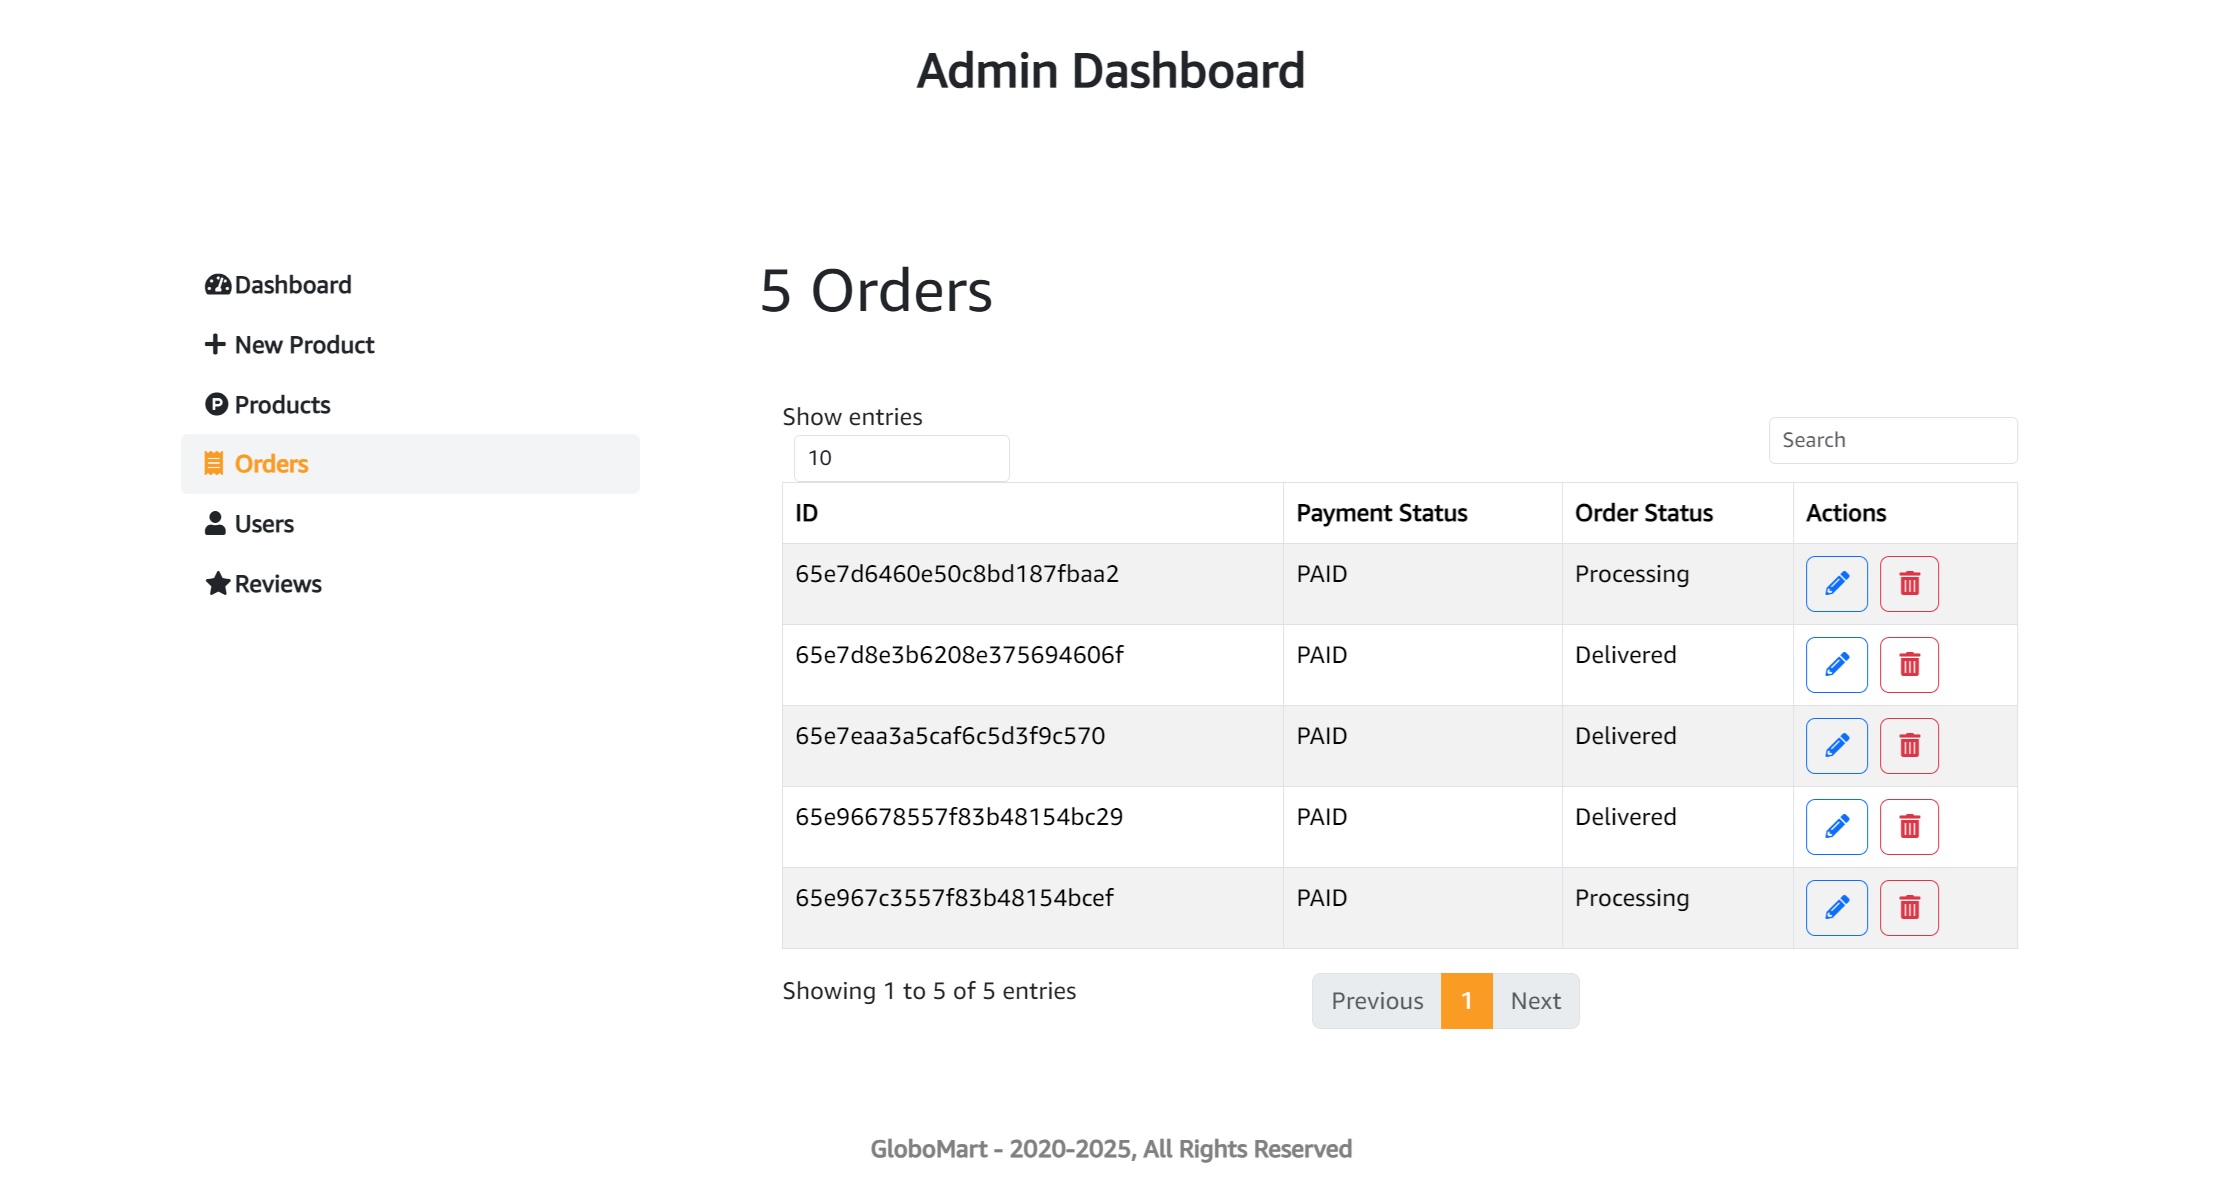 Admin Dashboard
Dashboard
New Product
Products
Orders
Users
Reviews
5 Orders
Show entries
10
Search
ID Payment Status Order Status Actions
65e7d6460e50c8bd187fbaa2 PAID Processing
65e7d8e3b6208e375694606f PAID Delivered
65e7eaa3a5caf6c5d3f9c570 PAID Delivered
65e96678557f83b48154bc29 PAID Delivered
65e967c3557f83b48154bcef PAID Processing
Showing 1 to 5 of 5 entries
Previous 1 Next
GloboMart - 2020-2025, All Rights Reserved